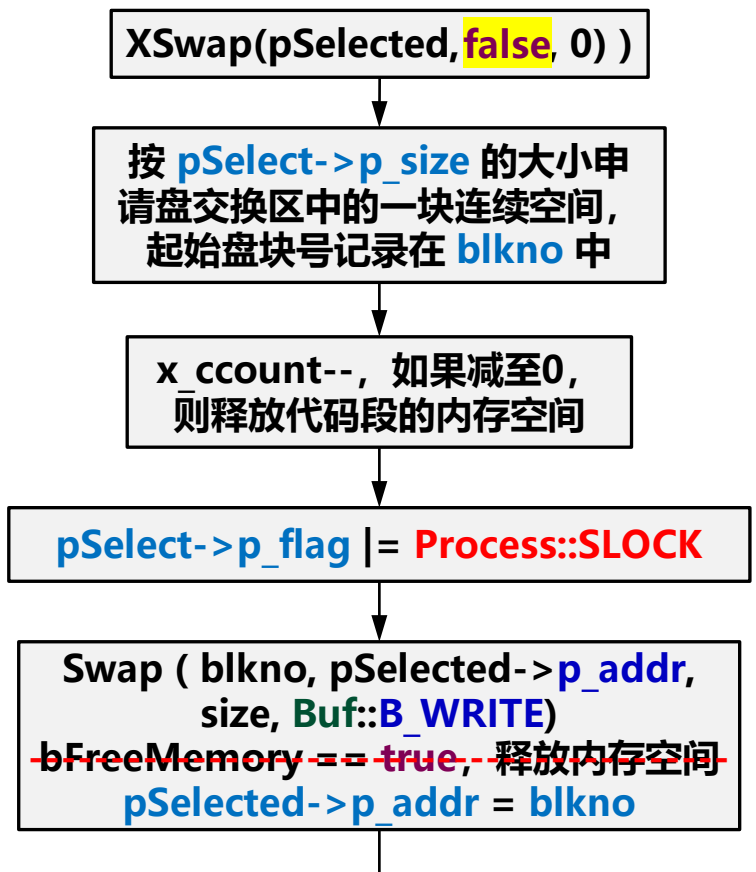 XSwap(pSelected,false, 0) )
按 pSelect->p_size 的大小申
请盘交换区中的一块连续空间，
起始盘块号记录在 blkno 中
x_ccount--，如果减至0，
则释放代码段的内存空间
pSelect->p_flag |= Process::SLOCK
Swap ( blkno, pSelected->p_addr,
size, Buf::B_WRITE)
bFreeMemory == true，释放内存空间
pSelected->p_addr = blkno